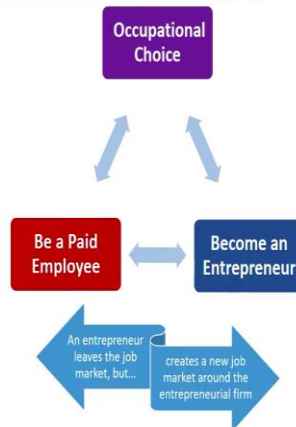 Occupational
Choice
Be a Paid
Employee
Become an
Entrepreneur
An entrepreneur
leaves the job
market, but...
creates a new job
market around the
entrepreneurial firm